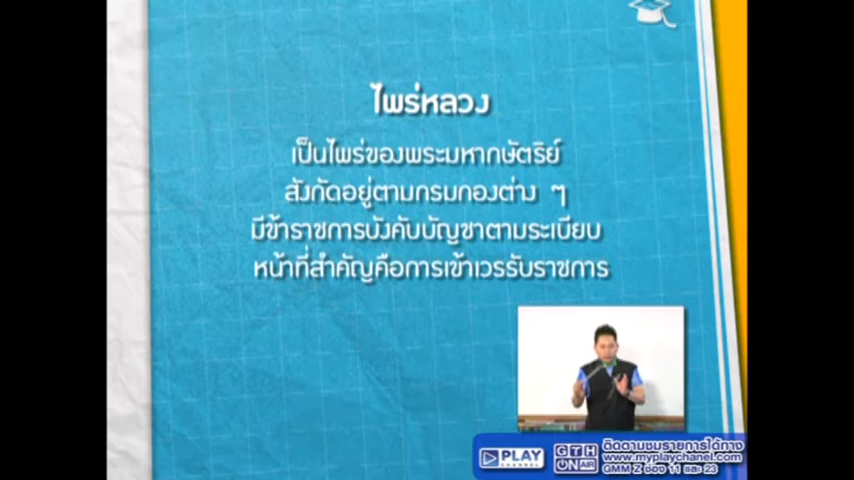 ไพร่หลวง
เป็นไพร่ของพระมหากษัตริย์
สังกัดอยู่ตามกรมกองต่าง ๆ
มีข้าราชการบังคับบัญชาตามระเบียบ
หน้าที่สำคัญคือการเข้าเวรรับราชการ
PLAY
CHANNEL
GTH
ON AIR
ติดตามชมรายการได้ทาง
www.myplaychanel.com
GMM Z ช่อง 11 และ 23